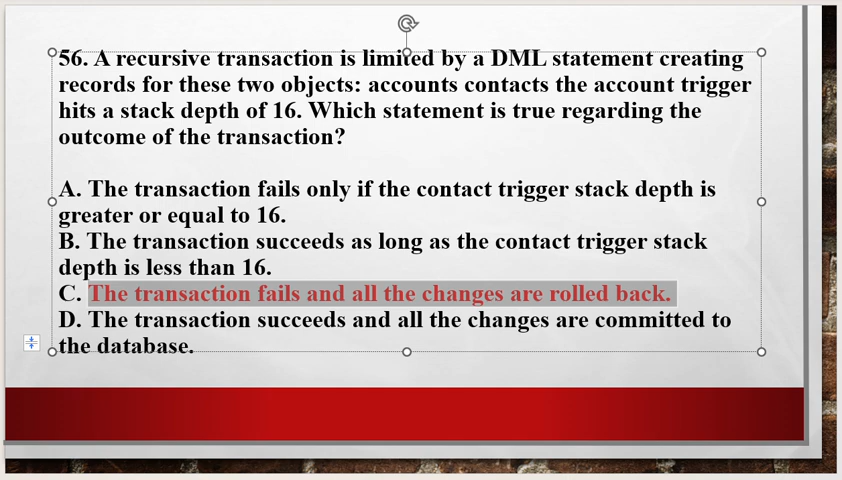 56. A recursive transaction is limited by a DML statement creating
records for these two objects: accounts contacts the account trigger
hits a stack depth of 16. Which statement is true regarding the
outcome of the transaction?
A. The transaction fails only if the contact trigger stack depth is
greater or equal to 16.
B. The transaction succeeds as long as the contact trigger stack
depth is less than 16.
C. The transaction fails and all the changes are rolled back.
D. The transaction succeeds and all the changes are committed to
the database.